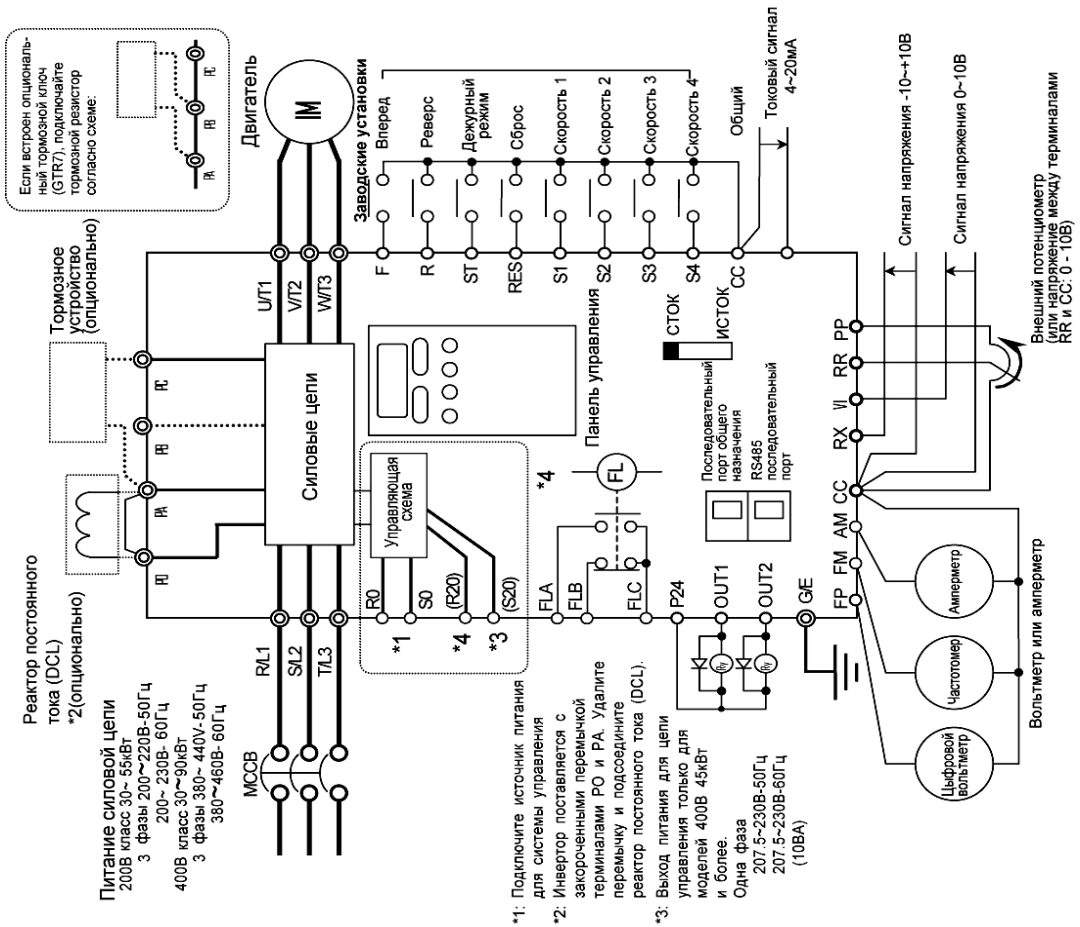 Реактор постоянного
тока (DCL)
*2(опционально)
Тормозное
устройство
(опционально)
Если встроен опциональ-
ный тормозной ключ
(GTR7), подключайте
тормозной резистор
согласно схеме:
PA
PB
PC
Питание силовой цепи
200В класс 30~ 55кВт
3 фазы 200~220В-50Гц
200~ 230В- 60Гц
400В класс 30~90кВт
3 фазы 380~ 440V-50Гц
380~460В- 60Гц
MCCB
R/L1
S/L2
T/L3
PO
PA
PB
PC
Силовые цепи
U/T1
V/T2
W/T3
Двигатель
IM
Заводские установки
R0
S0
(R20)
(S20)
*1
*4
*3
Управляющая
схема
Панель управления
F
R
ST
RES
S1
S2
S3
S4
CC
Вперед
Реверс
Дежурный
режим
Сброс
Скорость 1
Скорость 2
Скорость 3
Скорость 4
Общий
Токовый сигнал
4~20мА
*4
FL
FLA
FLB
FLC
P24
OUT1
OUT2
G/E
Ry
Ry
СТОК
ИСТОК
Последовательный
порт общего
назначения
RS485
последовательный
порт
FP
FM
AM
CC
RX
VI
RR
PP
Сигнал напряжения -10~+10В
Сигнал напряжения 0~10В
Внешний потенциометр
(или напряжение между терминалами
RR и CC: 0 - 10В)
Амперметр
Частотомер
Цыфровой
вольтметр
Вольтметр или амперметр
*1: Подключите источник питания
для системы управления
*2: Инвертор поставляется с
закороченными перемычкой
терминалами PO и PA. Удалите
перемычку и подсоедините
реактор постоянного тока (DCL).
*3: Выход питания для цепи
управления только для
моделей 400В 45кВт
и более.
Одна фаза
207.5~230В-50Гц
207.5~230В-60Гц
(10ВА)